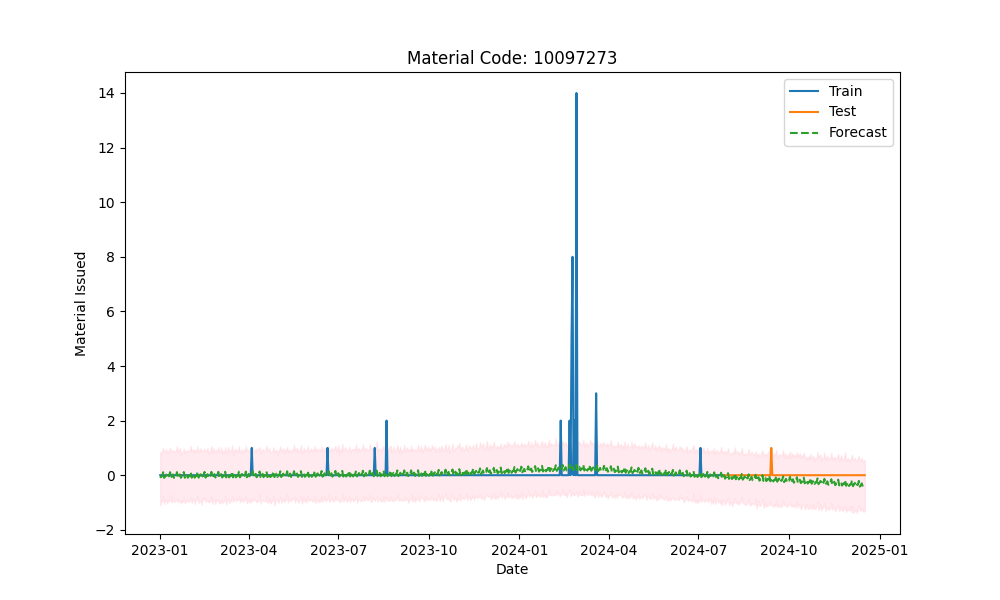 Material Code: 10097273
Train
Test
Forecast
Material Issued
14
12
10
8
6
4
2
0
−2
2023-01 2023-04 2023-07 2023-10 2024-01 2024-04 2024-07 2024-10 2025-01
Date